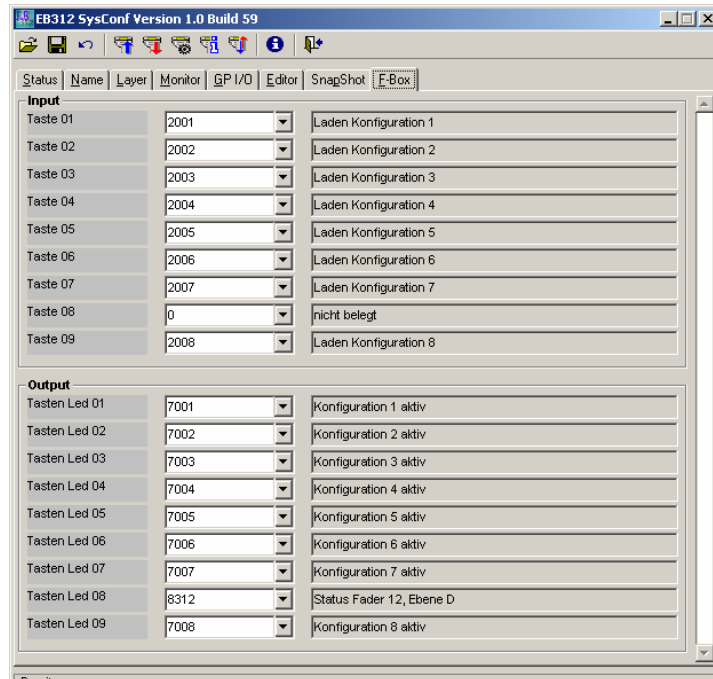 EB312 SysConf Version 1.0 Build 59
Status Name Layer Monitor GP I/O Editor SnapShot F-Box
Input
Taste 01 2001 Laden Konfiguration 1
Taste 02 2002 Laden Konfiguration 2
Taste 03 2003 Laden Konfiguration 3
Taste 04 2004 Laden Konfiguration 4
Taste 05 2005 Laden Konfiguration 5
Taste 06 2006 Laden Konfiguration 6
Taste 07 2007 Laden Konfiguration 7
Taste 08 0 nicht belegt
Taste 09 2008 Laden Konfiguration 8
Output
Tasten Led 01 7001 Konfiguration 1 aktiv
Tasten Led 02 7002 Konfiguration 2 aktiv
Tasten Led 03 7003 Konfiguration 3 aktiv
Tasten Led 04 7004 Konfiguration 4 aktiv
Tasten Led 05 7005 Konfiguration 5 aktiv
Tasten Led 06 7006 Konfiguration 6 aktiv
Tasten Led 07 7007 Konfiguration 7 aktiv
Tasten Led 08 8312 Status Fader 12, Ebene D
Tasten Led 09 7008 Konfiguration 8 aktiv